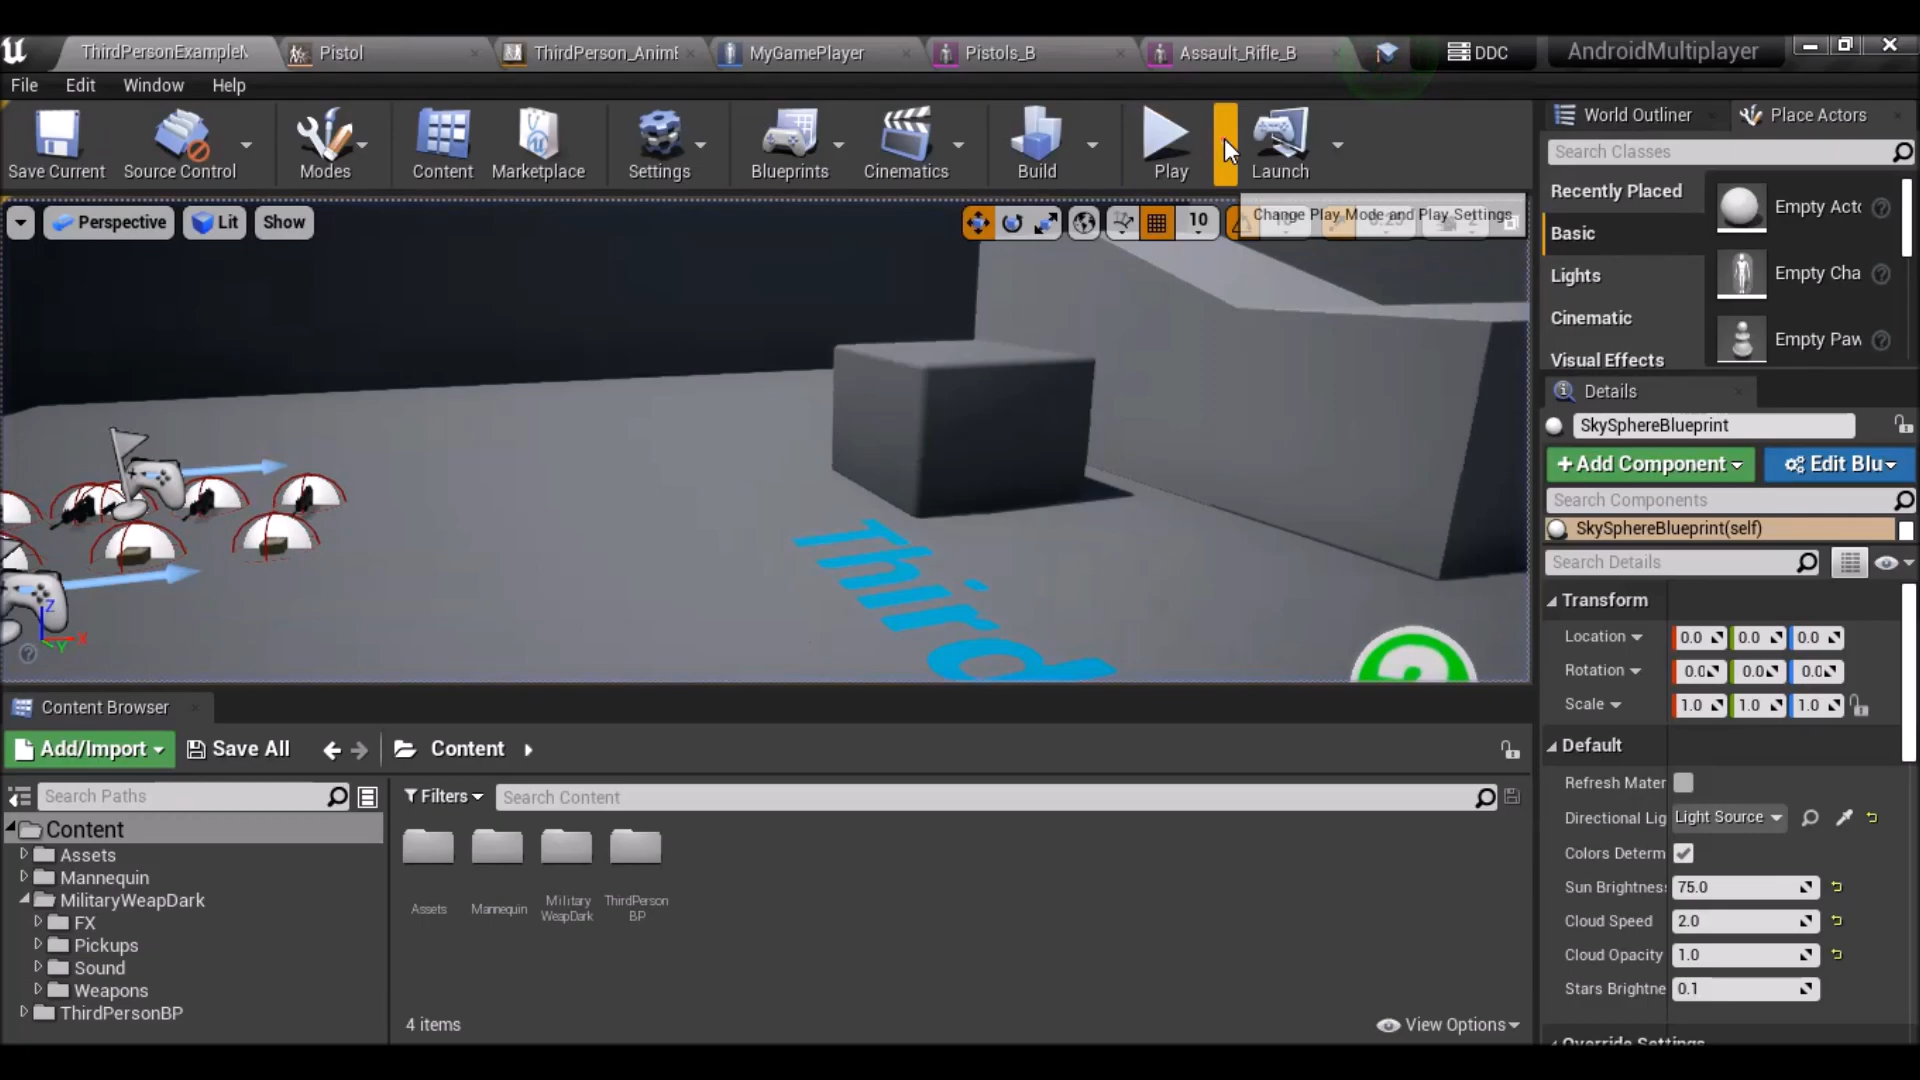 ThirdPersonExampleM
Pistol
ThirdPerson_AnimB
MyGamePlayer
Pistols_B
Assault_Rifle_B
DDC
AndroidMultiplayer
File Edit Window Help
World Outliner
Place Actors
Save Current
Source Control
Modes
Content
Marketplace
Settings
Blueprints
Cinematics
Build
Play
Launch
Search Classes
Recently Placed
Basic
Lights
Cinematic
Visual Effects
Empty Acto
Empty Cha
Empty Paw
Perspective
Lit
Show
10
Change Play Mode and Play Settings
Third
Z
X
Y
Details
SkySphereBlueprint
+Add Component
Edit Blu
Search Components
SkySphereBlueprint(self)
Search Details
Transform
Location 0.0 0.0 0.0
Rotation 0.0 0.0 0.0
Scale 1.0 1.0 1.0
Default
Refresh Mater
Directional Lig Light Source
Colors Determ
Sun Brightness 75.0
Cloud Speed 2.0
Cloud Opacity 1.0
Stars Brightne 0.1
Override Settings
Content Browser
Add/Import
Save All
Content
Search Paths
Filters
Search Content
Content
Assets
Mannequin
MilitaryWeapDark
FX
Pickups
Sound
Weapons
ThirdPersonBP
Assets
Mannequin
Military
WeapDark
ThirdPerson
BP
4 items
View Options